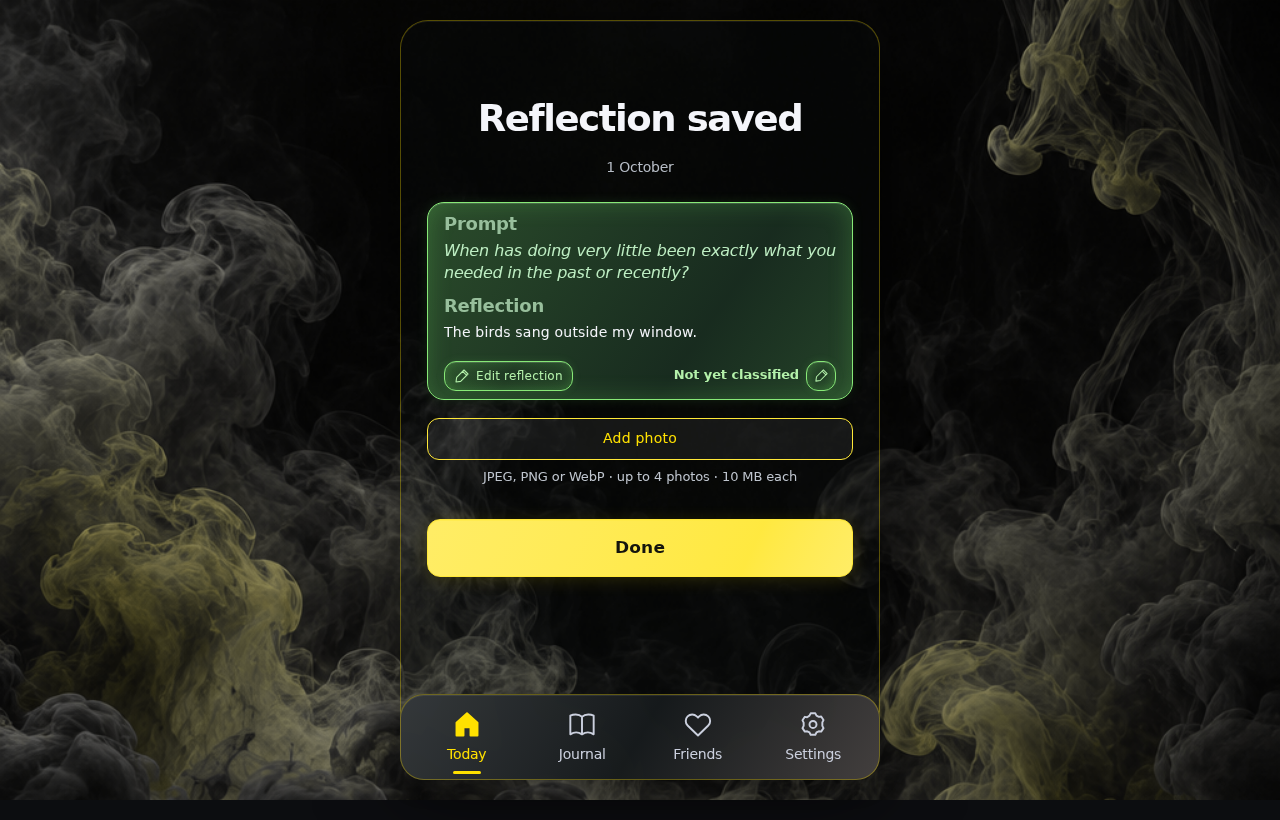 Reflection saved
1 October
Prompt
When has doing very little been exactly what you
needed in the past or recently?
Reflection
The birds sang outside my window.
Edit reflection
Not yet classified
Add photo
JPEG, PNG or WebP · up to 4 photos · 10 MB each
Done
Today
Journal
Friends
Settings